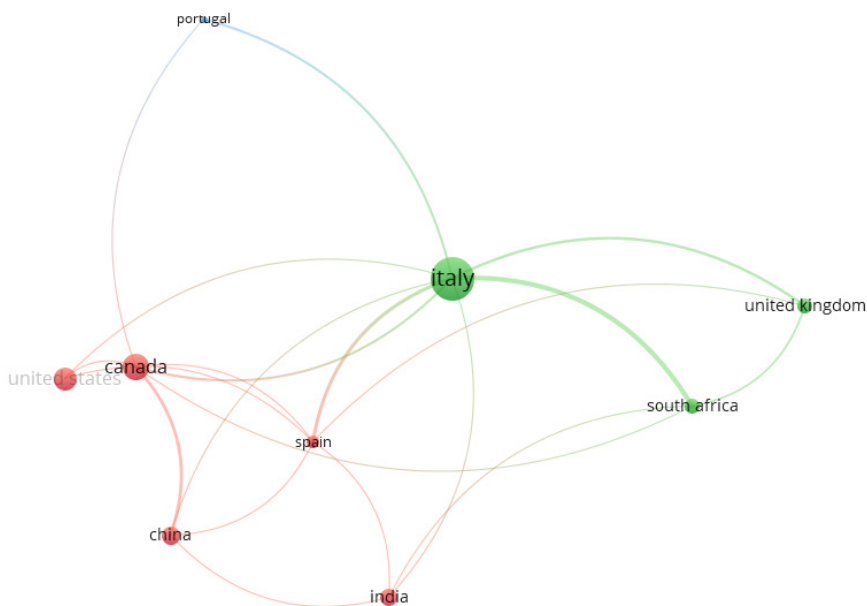 portugal
italy
united kingdom
canada
united states
south africa
spain
china
india